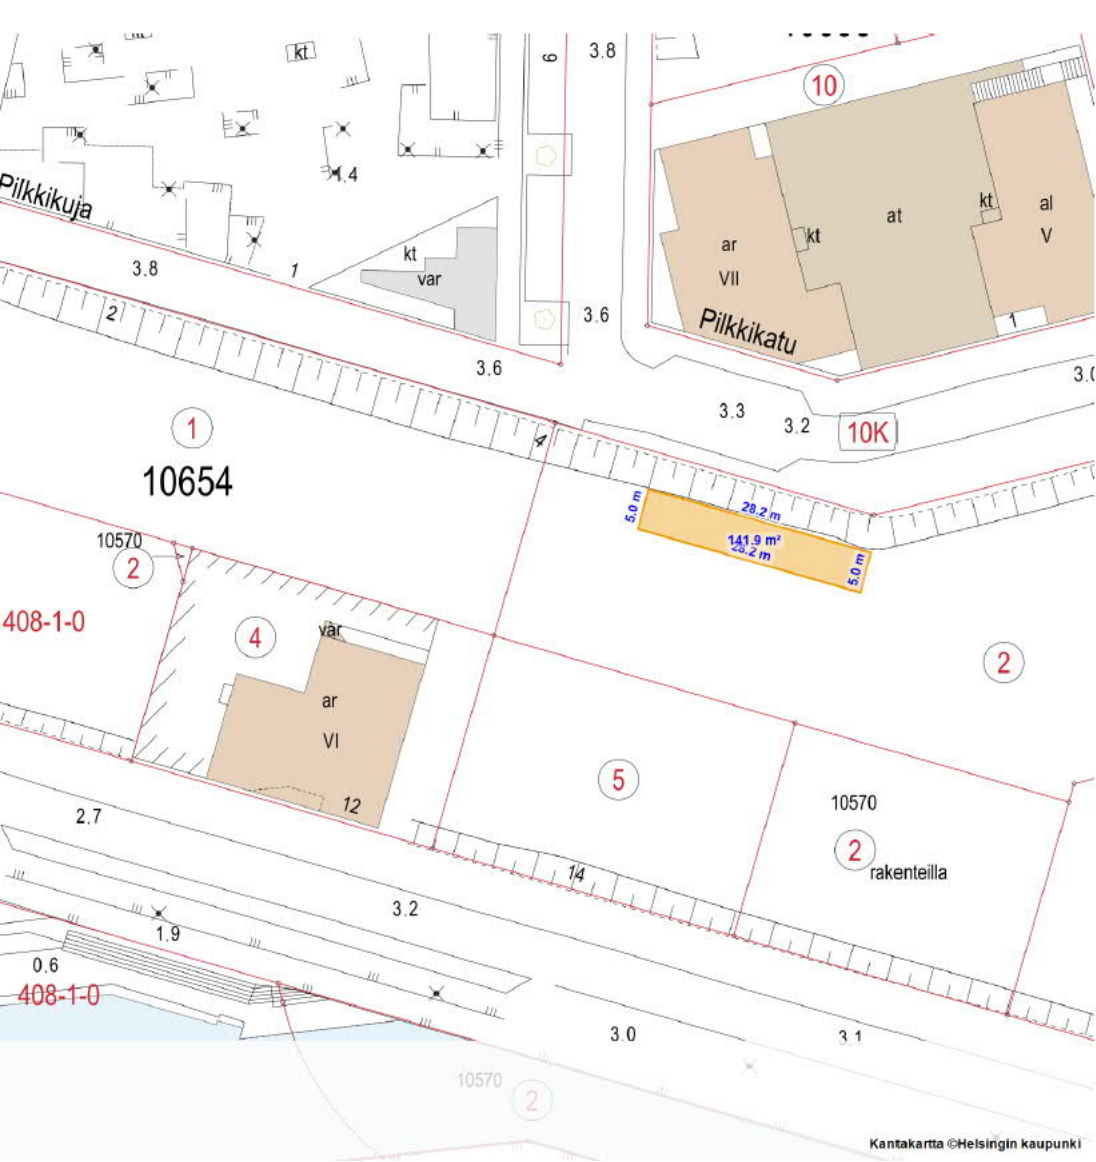 kt
6
3.8
10
1,4
Pilkkikuja
kt
at
al
V
kt
ar
VII
kt
var
3.8
1
3.6
Pilkkikatu
1
2
3.6
3.0
3.3
3.2
10K
1
4
10654
28.2 m
5.0 m
141.9 m²
28.2 m
5.0 m
10570
2
408-1-0
4
var
2
ar
VI
5
10570
12
2
rakenteilla
2.7
14
3.2
1.9
0.6
408-1-0
3.0
3.1
10570
2
Kantakartta ©Helsingin kaupunki